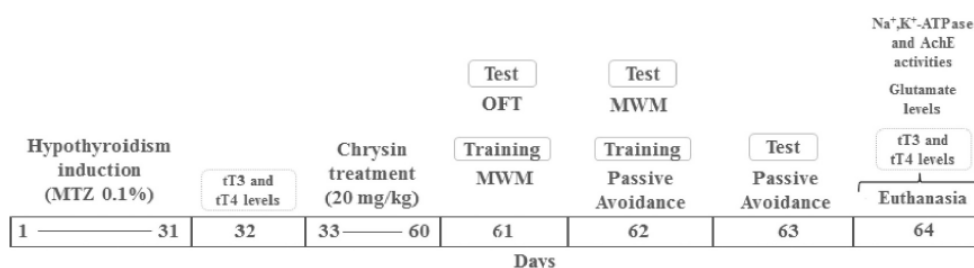 Na⁺,K⁺-ATPase
and AchE
activities
Glutamate
levels
Test
OFT
Test
MWM
Hypothyroidism
induction
(MTZ 0.1%)
tT3 and
tT4 levels
Chrysin
treatment
(20 mg/kg)
Training
MWM
Training
Passive
Avoidance
Test
Passive
Avoidance
tT3 and
tT4 levels
Euthanasia
1 31 32 33 60 61 62 63 64
Days